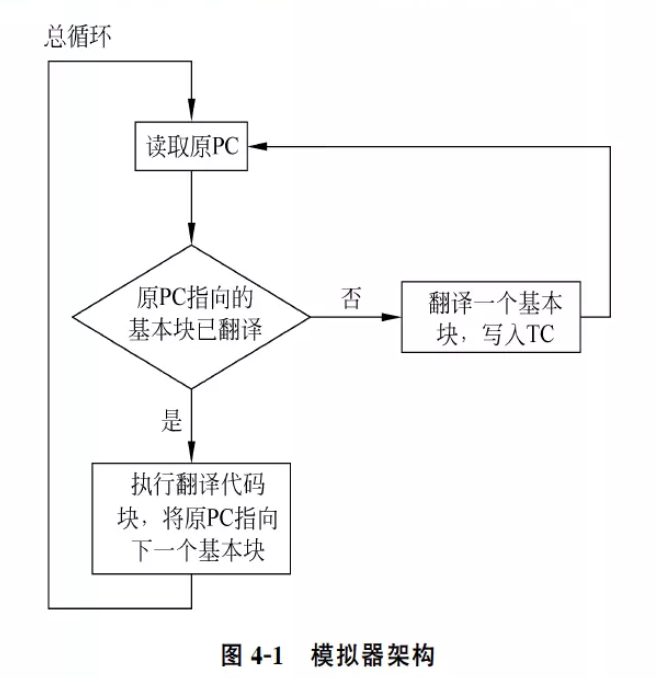 总循环
读取原PC
原PC指向的
基本块已翻译
否
翻译一个基本
块，写入TC
是
执行翻译代码
块，将原PC指向
下一个基本块
图 4-1 模拟器架构